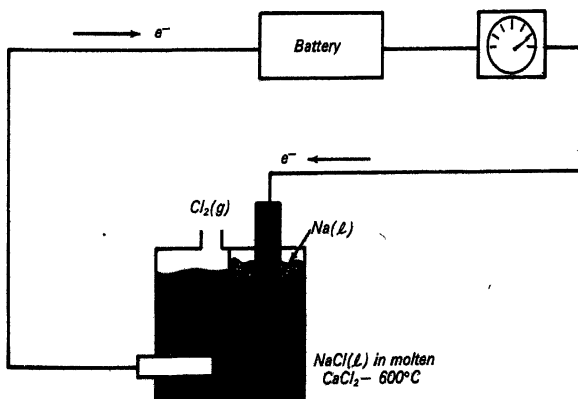 e⁻
Battery
e⁻
Cl₂(g)
Na(ℓ)
NaCl(ℓ) in molten
CaCl₂– 600°C